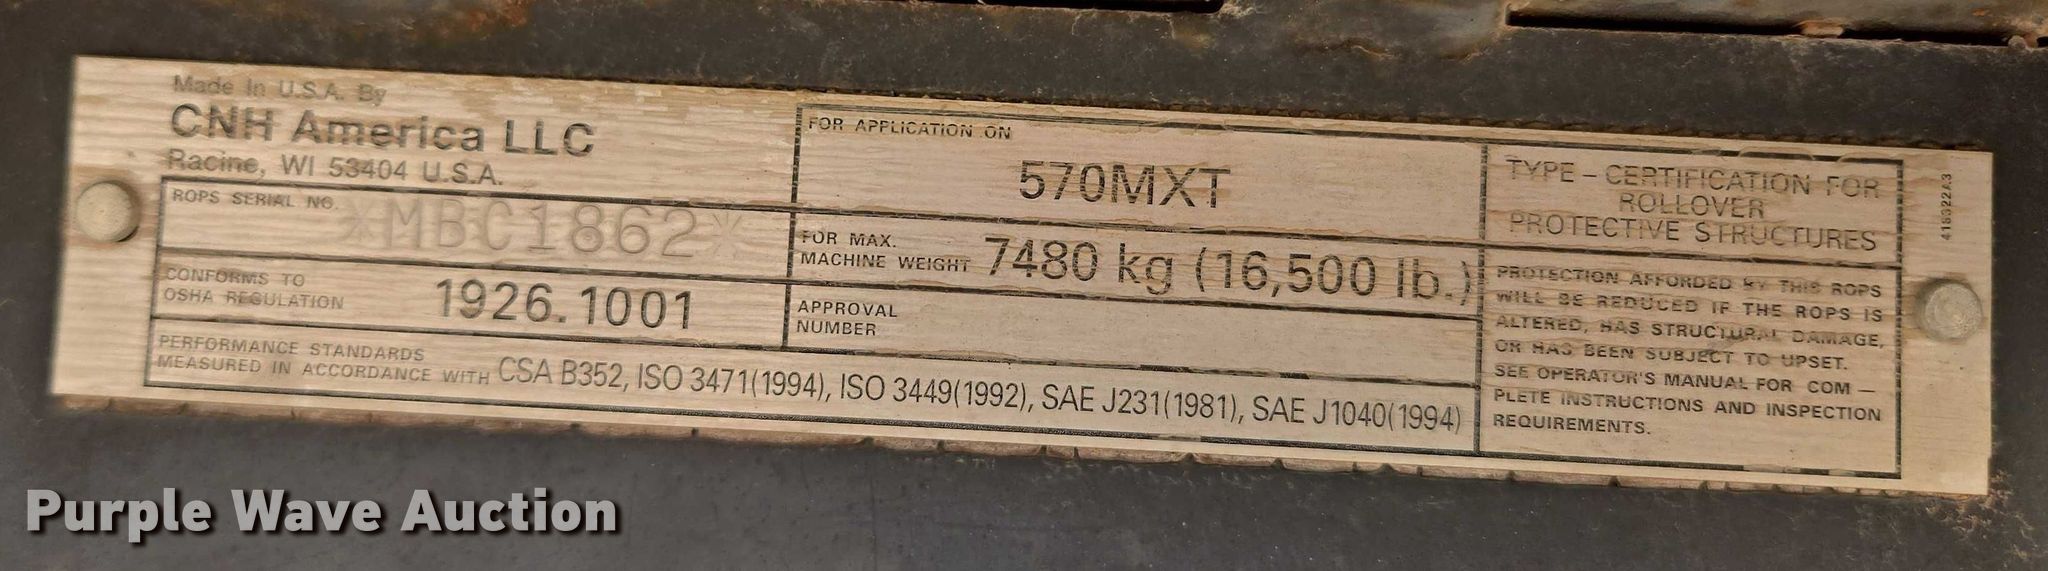 Made In U.S.A. By
CNH America LLC
Racine, WI 53404 U.S.A.
ROPS SERIAL NO. *MBC1862*
CONFORMS TO
OSHA REGULATION 1926.1001
PERFORMANCE STANDARDS
MEASURED IN ACCORDANCE WITH CSA B352, ISO 3471(1994), ISO 3449(1992), SAE J231(1981), SAE J1040(1994)
FOR APPLICATION ON
570MXT
FOR MAX.
MACHINE WEIGHT 7480 kg (16,500 lb.)
APPROVAL
NUMBER
TYPE – CERTIFICATION FOR
ROLLOVER
PROTECTIVE STRUCTURES
PROTECTION AFFORDED BY THIS ROPS
WILL BE REDUCED IF THE ROPS IS
ALTERED, HAS STRUCTURAL DAMAGE,
OR HAS BEEN SUBJECT TO UPSET.
SEE OPERATOR'S MANUAL FOR COM –
PLETE INSTRUCTIONS AND INSPECTION
REQUIREMENTS.
Purple Wave Auction